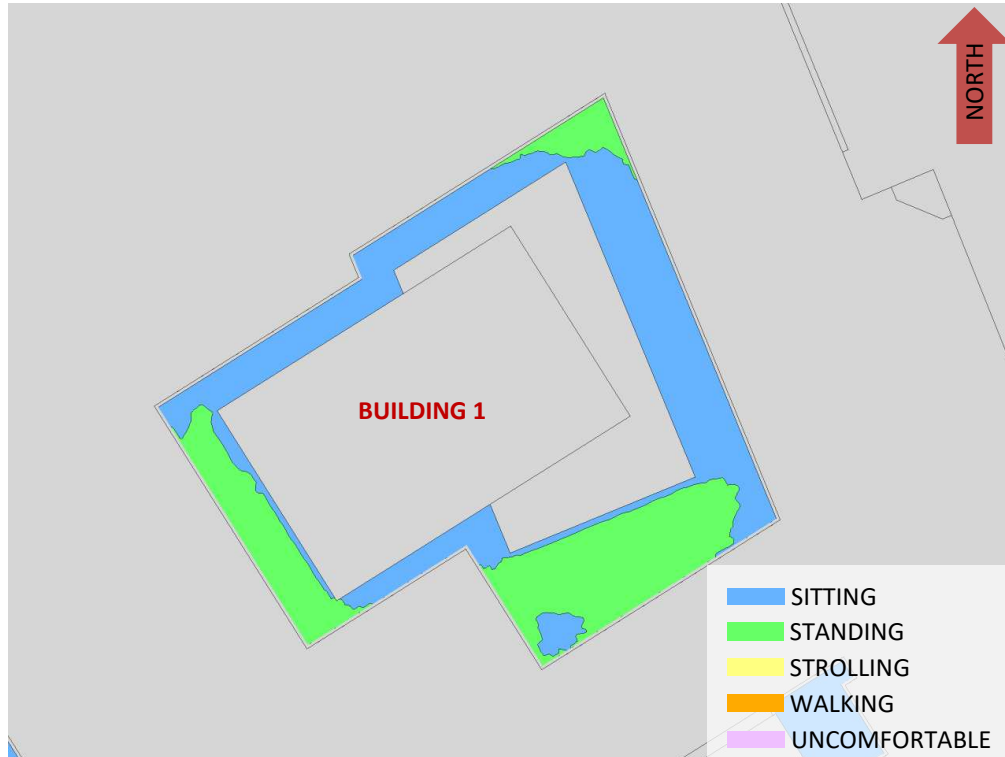 NORTH
BUILDING 1
SITTING
STANDING
STROLLING
WALKING
UNCOMFORTABLE